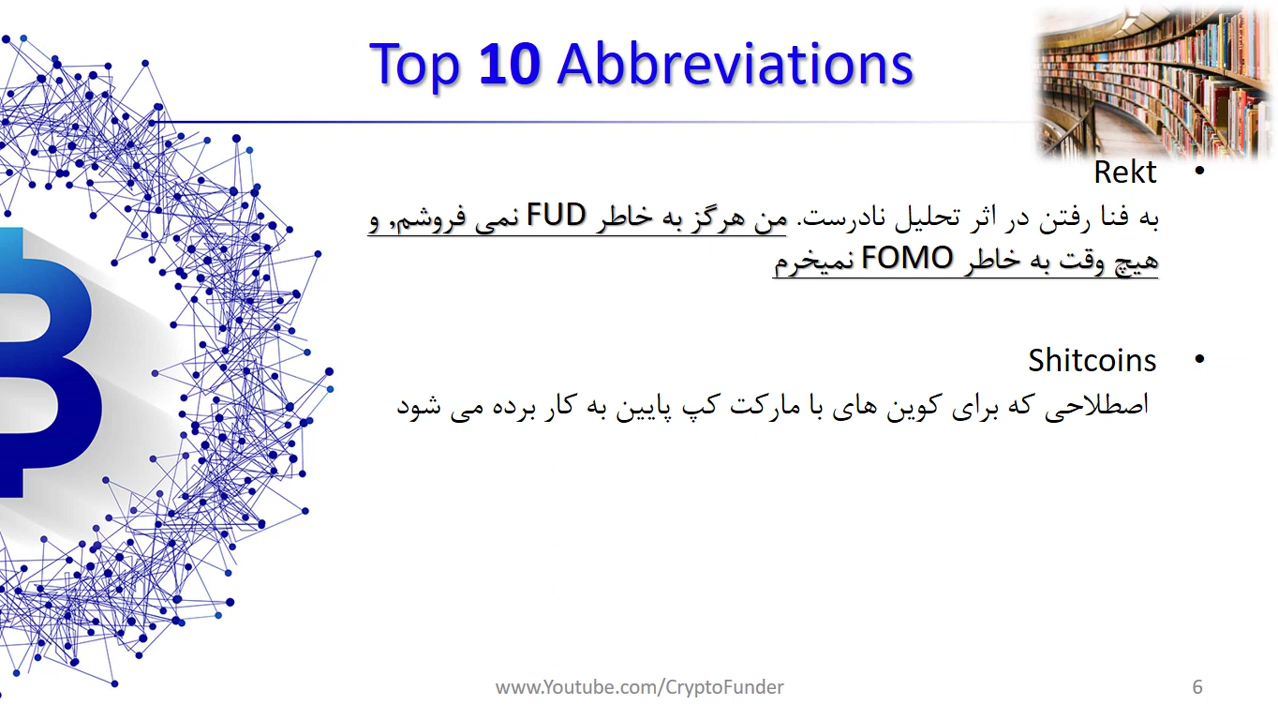 Top 10 Abbreviations
• Rekt
به فنا رفتن در اثر تحلیل نادرست. من هرگز به خاطر FUD نمی فروشم, و
هیچ وقت به خاطر FOMO نمیخرم
• Shitcoins
اصطلاحی که برای کوین های با مارکت کپ پایین به کار برده می شود
www.Youtube.com/CryptoFunder
6